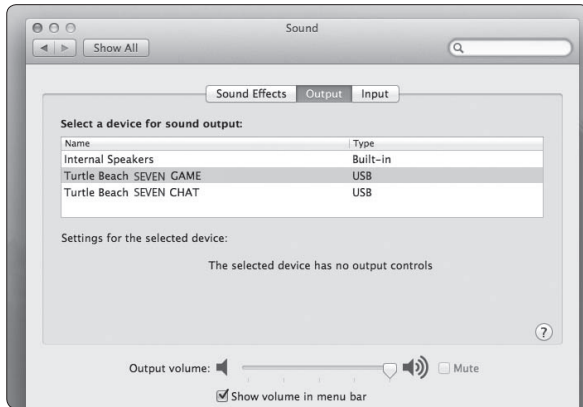 Sound
Show All
Sound Effects Output Input
Select a device for sound output:
Name Type
Internal Speakers Built-in
Turtle Beach SEVEN GAME USB
Turtle Beach SEVEN CHAT USB
Settings for the selected device:
The selected device has no output controls
?
Output volume: Mute
Show volume in menu bar